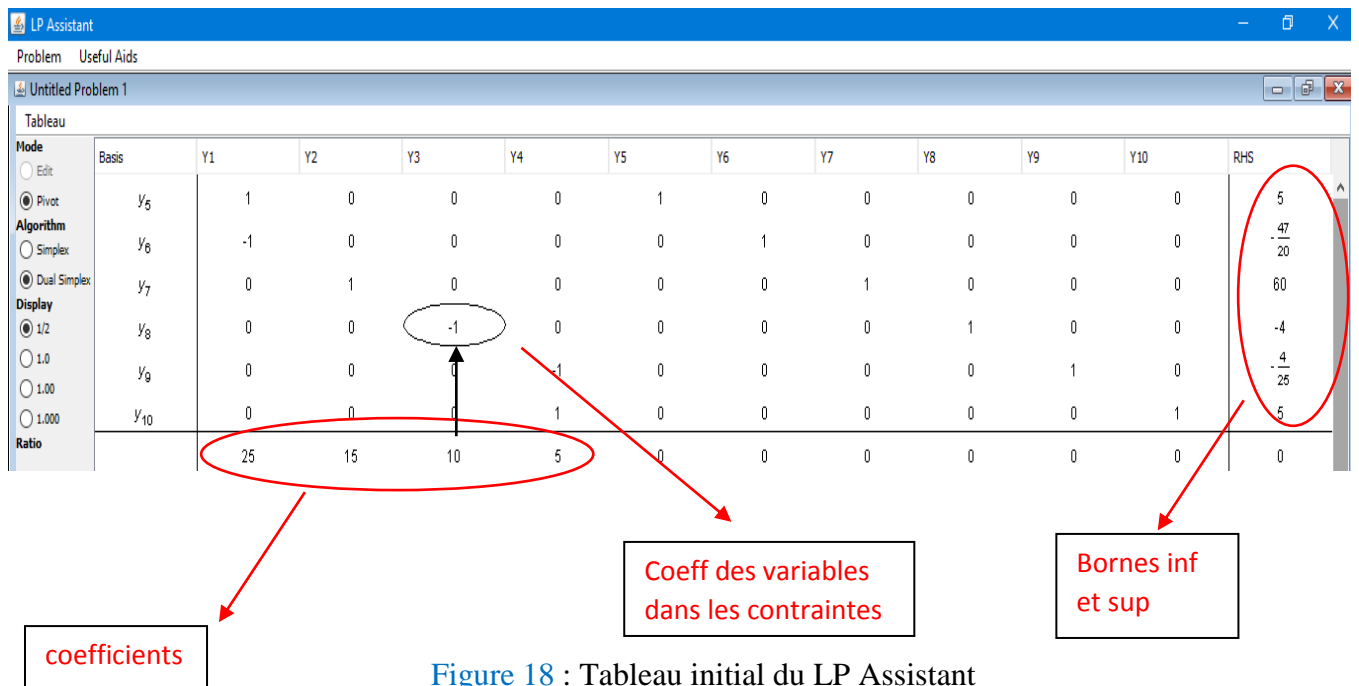 LP Assistant
Problem Useful Aids
Untitled Problem 1
Tableau
Mode
Edit
Pivot
Algorithm
Simplex
Dual Simplex
Display
1/2
1.0
1.00
1.000
Ratio
Basis Y1 Y2 Y3 Y4 Y5 Y6 Y7 Y8 Y9 Y10 RHS
y5 1 0 0 0 1 0 0 0 0 0 5
y6 -1 0 0 0 0 1 0 0 0 0 -47/20
y7 0 1 0 0 0 0 1 0 0 0 60
y8 0 0 -1 0 0 0 0 1 0 0 -4
y9 0 0 0 -1 0 0 0 0 1 0 -4/25
y10 0 0 0 1 0 0 0 0 0 1 5
25 15 10 5 0 0 0 0 0 0 0
Coeff des variables
dans les contraintes
Bornes inf
et sup
coefficients
Figure 18 : Tableau initial du LP Assistant